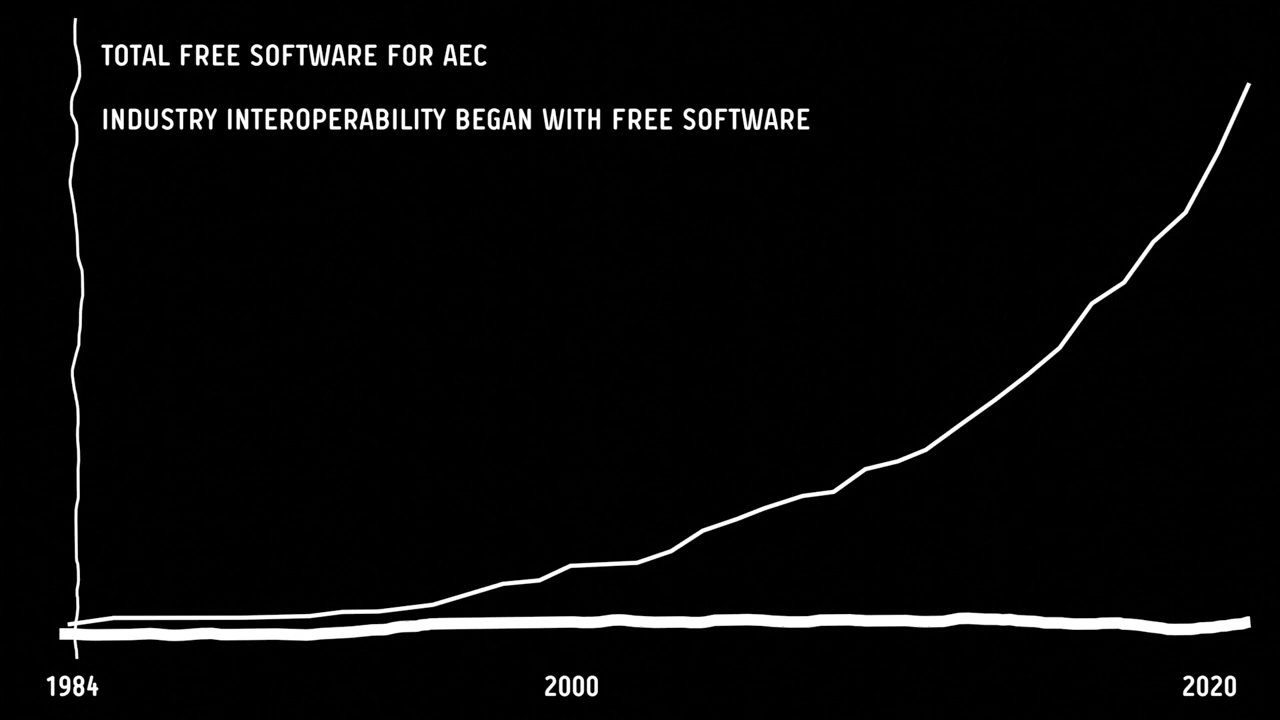 TOTAL FREE SOFTWARE FOR AEC
INDUSTRY INTEROPERABILITY BEGAN WITH FREE SOFTWARE
1984
2000
2020